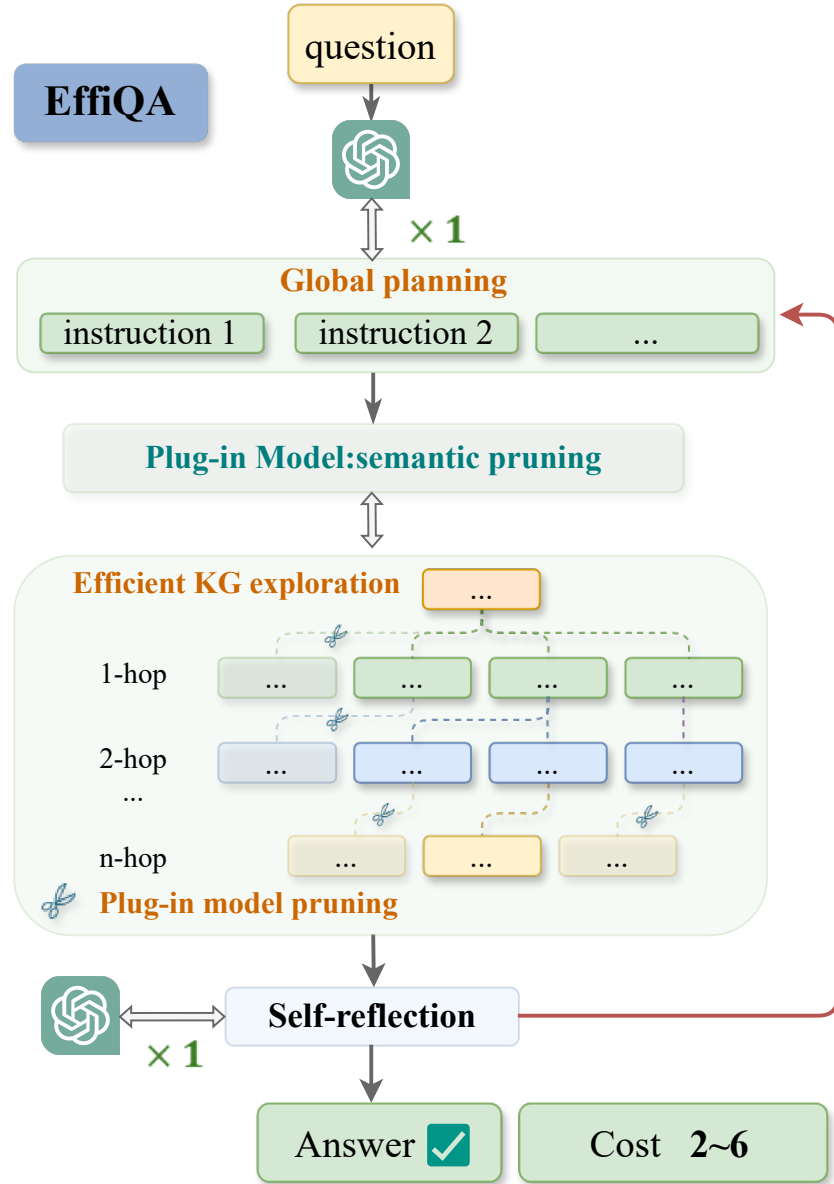 question
EffiQA
× 1
Global planning
instruction 1
instruction 2
...
Plug-in Model:semantic pruning
Efficient KG exploration
...
1-hop
...
...
...
...
2-hop
...
...
...
...
...
n-hop
...
...
...
Plug-in model pruning
Self-reflection
× 1
Answer
Cost 2~6